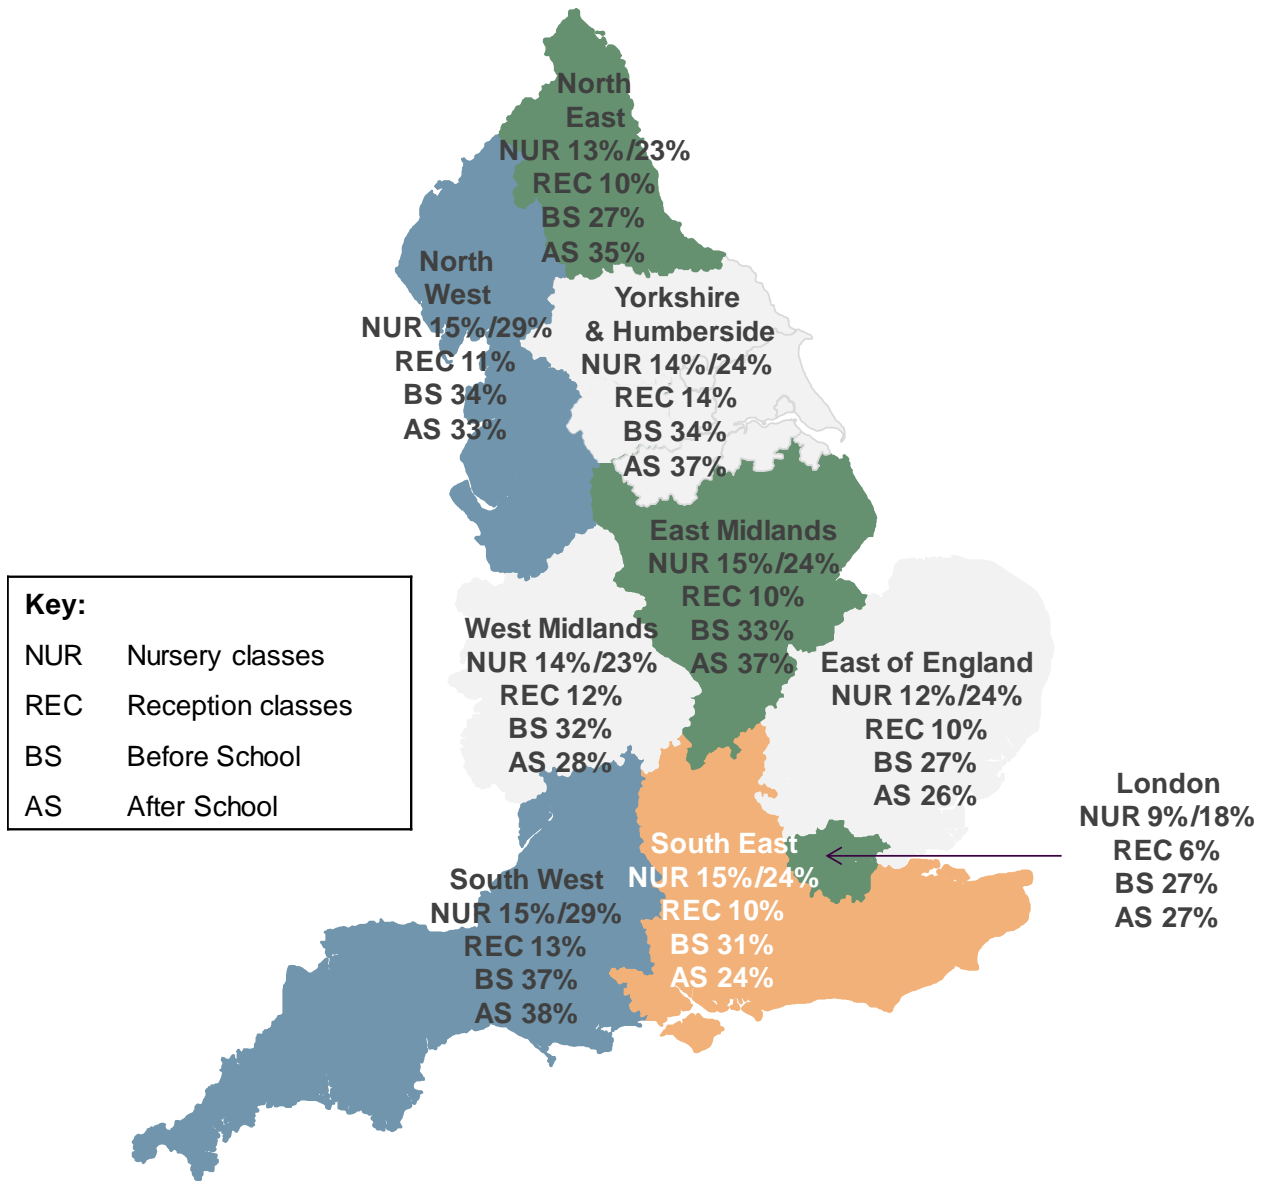 North
East
NUR 13%/23%
REC 10%
BS 27%
AS 35%
North
West
NUR 15%/29%
REC 11%
BS 34%
AS 33%
Yorkshire
& Humberside
NUR 14%/24%
REC 14%
BS 34%
AS 37%
East Midlands
NUR 15%/24%
REC 10%
BS 33%
AS 37%
Key:
NUR Nursery classes
REC Reception classes
BS Before School
AS After School
West Midlands
NUR 14%/23%
REC 12%
BS 32%
AS 28%
East of England
NUR 12%/24%
REC 10%
BS 27%
AS 26%
London
NUR 9%/18%
REC 6%
BS 27%
AS 27%
South East
NUR 15%/24%
REC 10%
BS 31%
AS 24%
South West
NUR 15%/29%
REC 13%
BS 37%
AS 38%